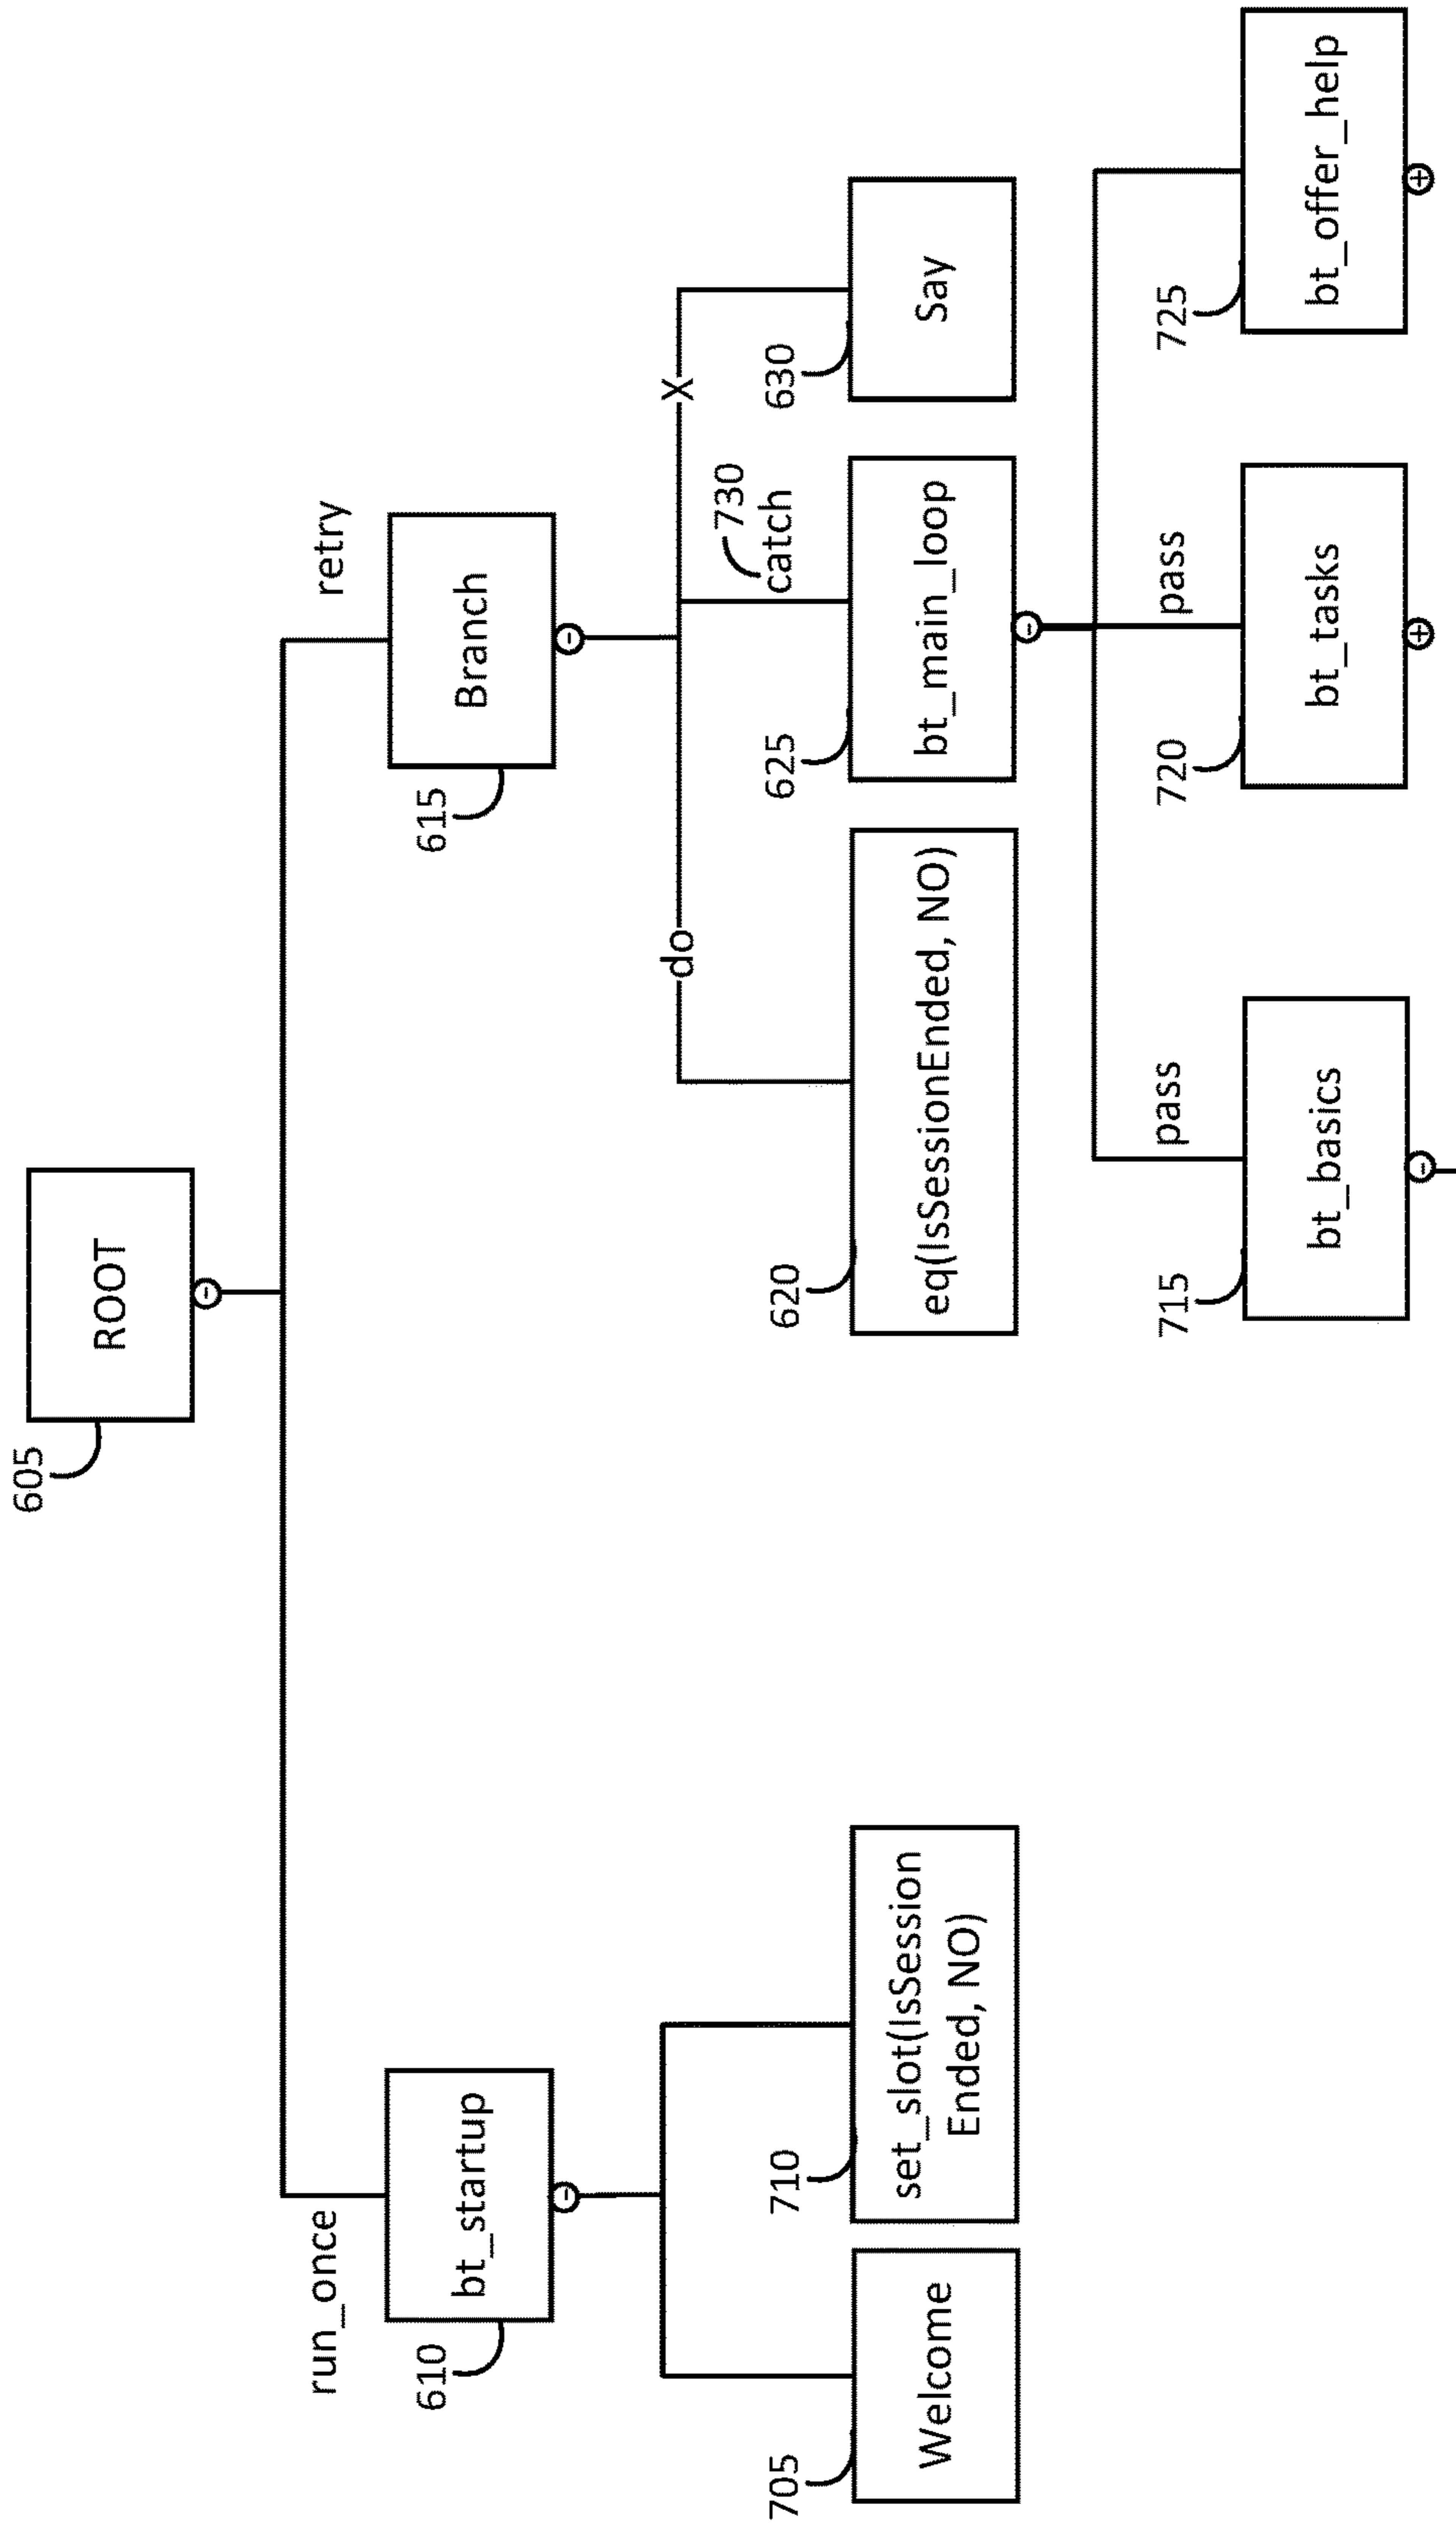 605
ROOT
run_once
retry
610
bt_startup
615
Branch
do
X
730
catch
705
Welcome
710
set_slot(IsSession
Ended, NO)
620
eq(IsSessionEnded, NO)
625
bt_main_loop
630
Say
pass
pass
715
bt_basics
720
bt_tasks
725
bt_offer_help